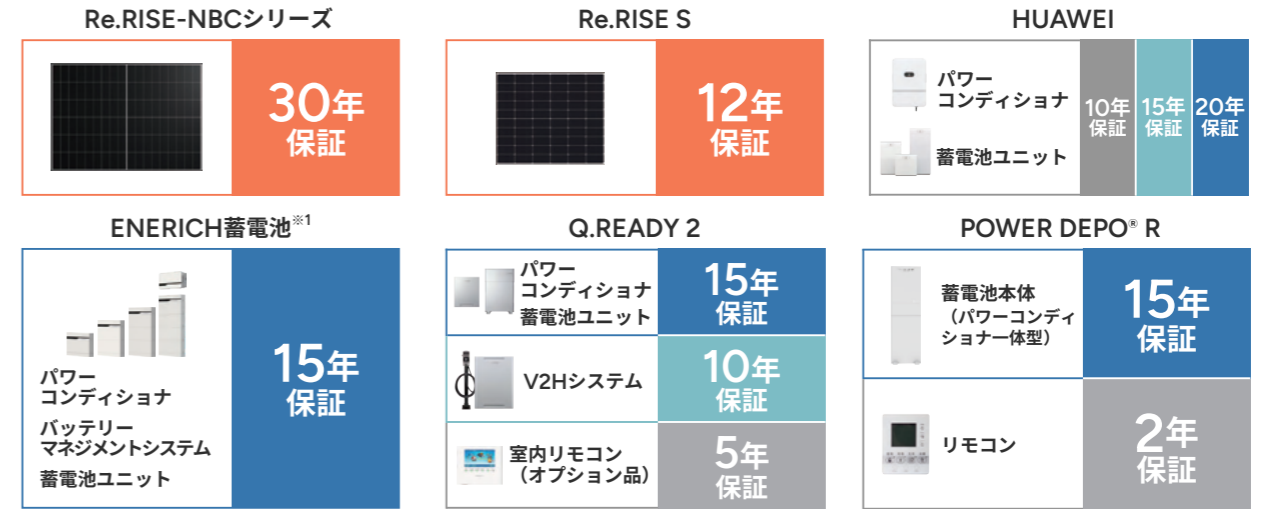 Re.RISE-NBCシリーズ
30年
保証
Re.RISE S
12年
保証
HUAWEI
パワー
コンディショナ
蓄電池ユニット
10年
保証
15年
保証
20年
保証
ENERICH蓄電池※1
パワー
コンディショナ
バッテリー
マネジメントシステム
蓄電池ユニット
15年
保証
Q.READY 2
パワー
コンディショナ
蓄電池ユニット
15年
保証
V2Hシステム
10年
保証
室内リモコン
（オプション品）
5年
保証
POWER DEPO® R
蓄電池本体
（パワーコンディ
ショナ一体型）
15年
保証
リモコン
2年
保証